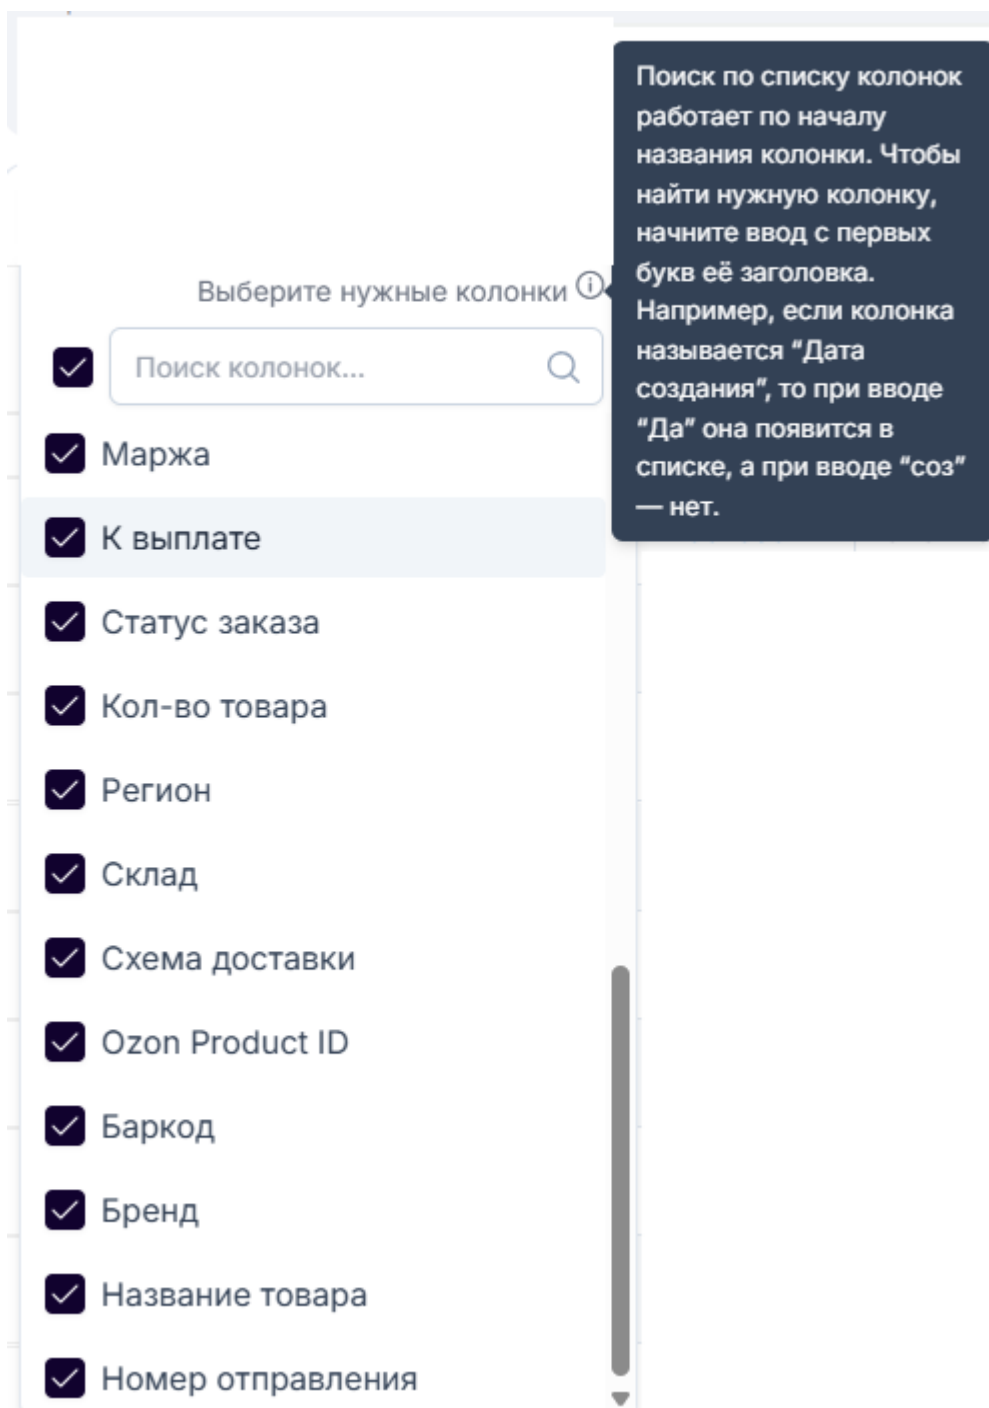 Поиск по списку колонок
работает по началу
названия колонки. Чтобы
найти нужную колонку,
начните ввод с первых
букв её заголовка.
Например, если колонка
называется “Дата
создания”, то при вводе
“Да” она появится в
списке, а при вводе “соз”
— нет.
Выберите нужные колонки
Поиск колонок...
Маржа
К выплате
Статус заказа
Кол-во товара
Регион
Склад
Схема доставки
Ozon Product ID
Баркод
Бренд
Название товара
Номер отправления